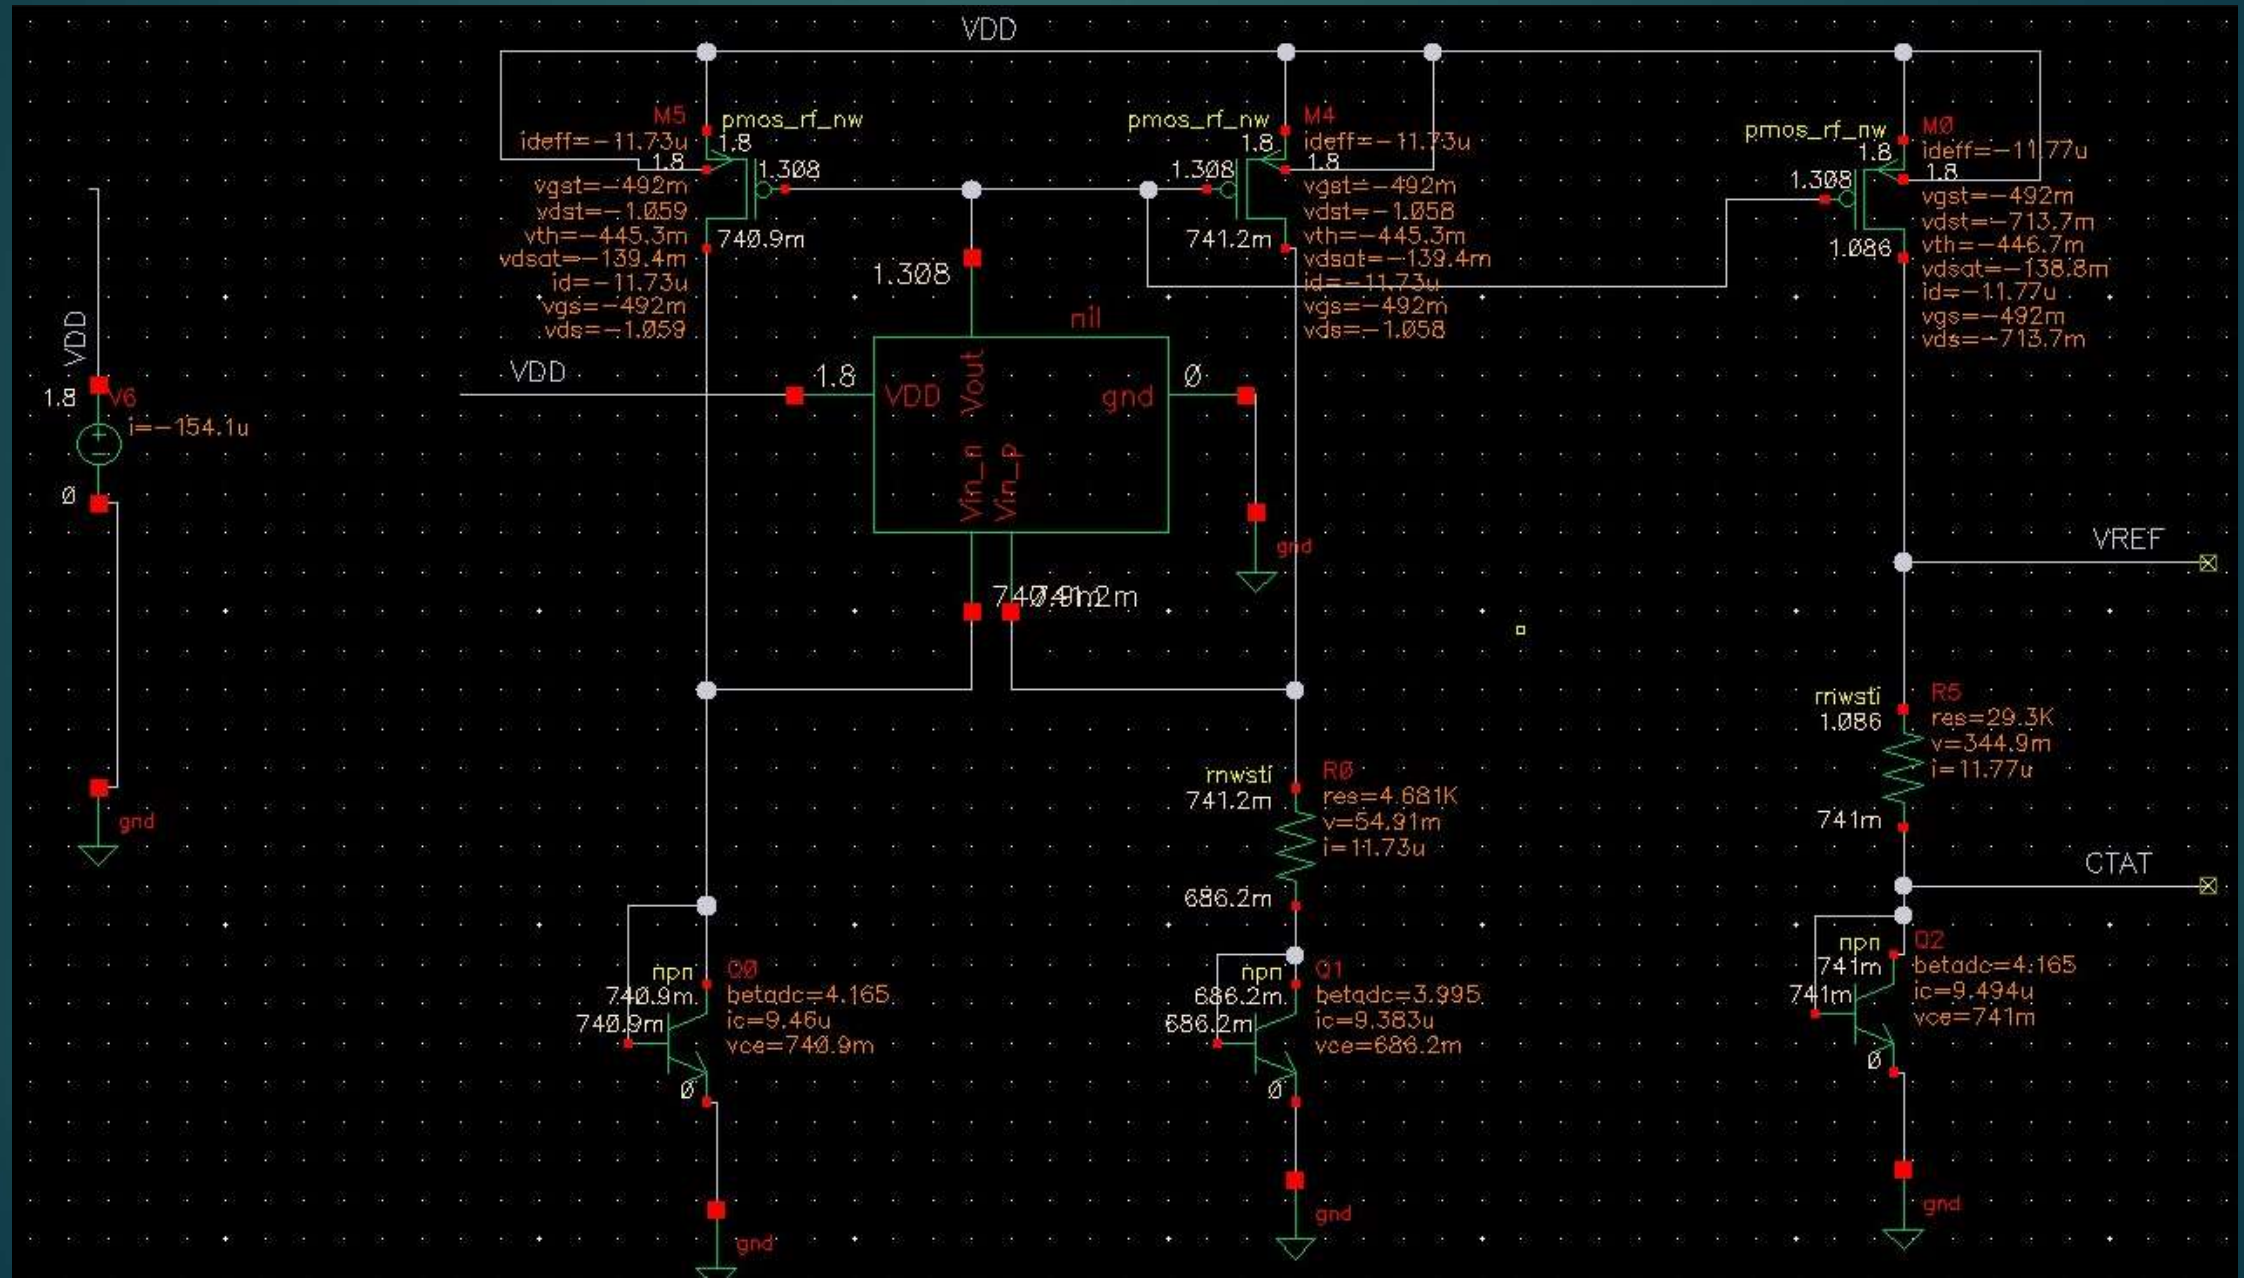 VDD
M5
pmos_rf_nw
ideff=-11.73u
1.8
1.8
1.308
vgst=-492m
vdst=-1.059
vth=-445.3m
740.9m
vdsat=-139.4m
id=-11.73u
vgs=-492m
vds=-1.059
pmos_rf_nw
M4
1.8
ideff=-11.73u
1.308
1.8
vgst=-492m
vdst=-1.058
vth=-445.3m
741.2m
vdsat=-139.4m
id=-11.73u
vgs=-492m
vds=-1.058
pmos_rf_nw
M0
1.8
ideff=-11.77u
1.308
1.8
vgst=-492m
vdst=-713.7m
vth=-446.7m
1.086
vdsat=-138.8m
id=-11.77u
vgs=-492m
vds=-713.7m
1.308
nil
VDD
1.8
VDD
Vout
gnd
0
Vin_n
Vin_p
gnd
740.9m
741.2m
VDD
1.8
V6
i=-154.1u
0
gnd
VREF
rnwsti
R5
1.086
res=29.3K
v=344.9m
i=11.77u
741m
CTAT
rnwsti
R0
741.2m
res=4.681K
v=54.91m
i=11.73u
686.2m
npn
Q0
740.9m
betadc=4.165
740.9m
ic=9.46u
vce=740.9m
0
gnd
npn
Q1
686.2m
betadc=3.995
686.2m
ic=9.383u
vce=686.2m
0
gnd
npn
Q2
741m
betadc=4.165
741m
ic=9.494u
vce=741m
0
gnd